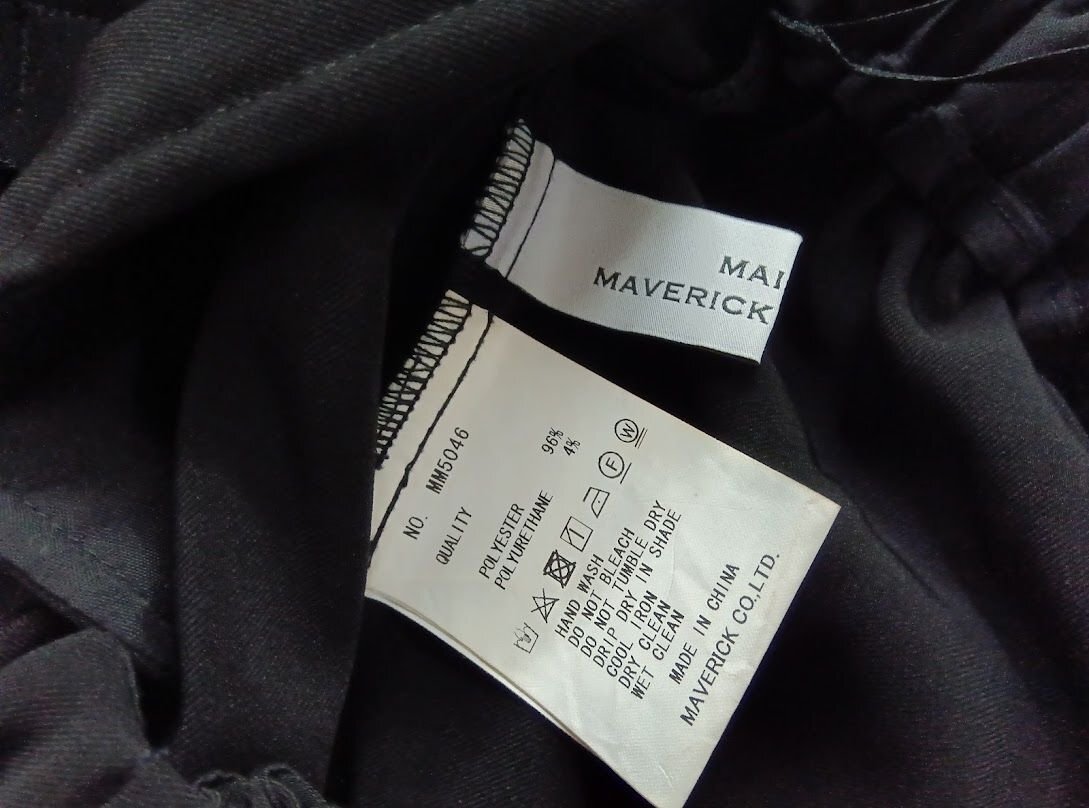 MAI
MAVERICK
NO. MM5046
QUALITY
POLYESTER 96%
POLYURETHANE 4%
F W
HAND WASH
DO NOT BLEACH
DO NOT TUMBLE DRY
DRIP DRY IN SHADE
COOL IRON
DRY CLEAN
WET CLEAN
MADE IN CHINA
MAVERICK CO.LTD.